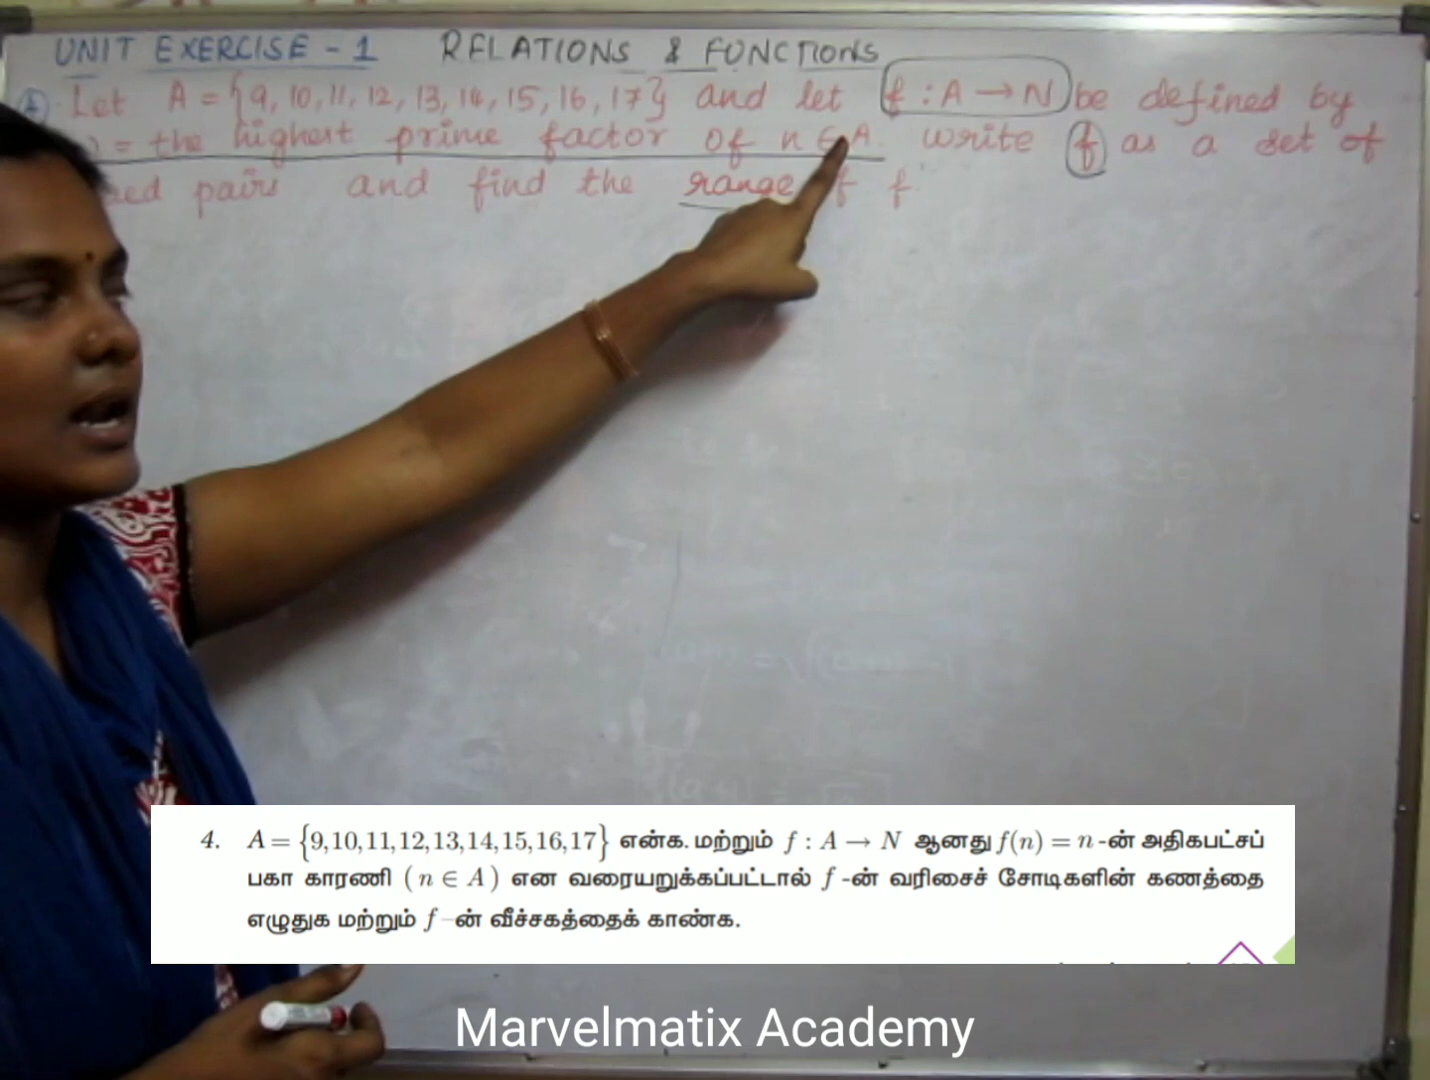 UNIT EXERCISE - 1 RELATIONS & FUNCTIONS
Let A = {9, 10, 11, 12, 13, 14, 15, 16, 17} and let f : A → N be defined by
) = the highest prime factor of n ∈ A. write f as a set of
red pairs and find the range f f
4. A = {9,10,11,12,13,14,15,16,17} என்க. மற்றும் f : A → N ஆனது f(n) = n -ன் அதிகபட்சப்
பகா காரணி ( n ∈ A ) என வரையறுக்கப்பட்டால் f -ன் வரிசைச் சோடிகளின் கணத்தை
எழுதுக மற்றும் f –ன் வீச்சகத்தைக் காண்க.
Marvelmatix Academy